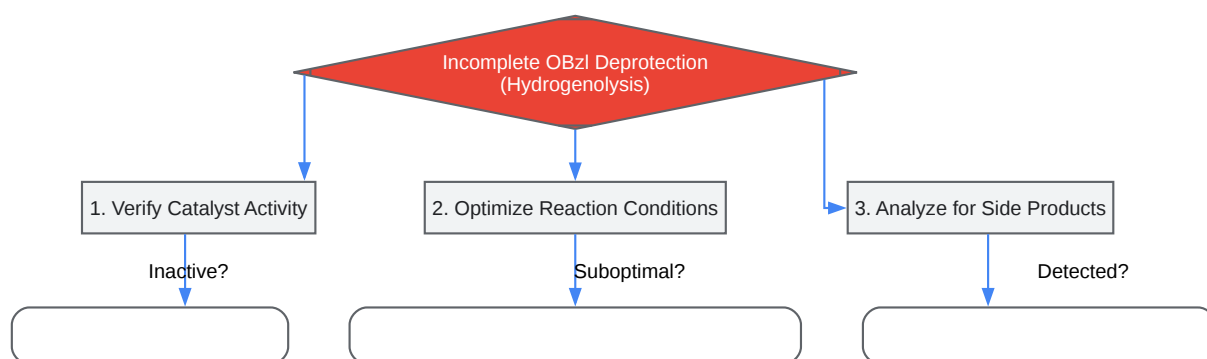 Incomplete OBzl Deprotection
(Hydrogenolysis)
1. Verify Catalyst Activity
2. Optimize Reaction Conditions
3. Analyze for Side Products
Inactive?
Suboptimal?
Detected?